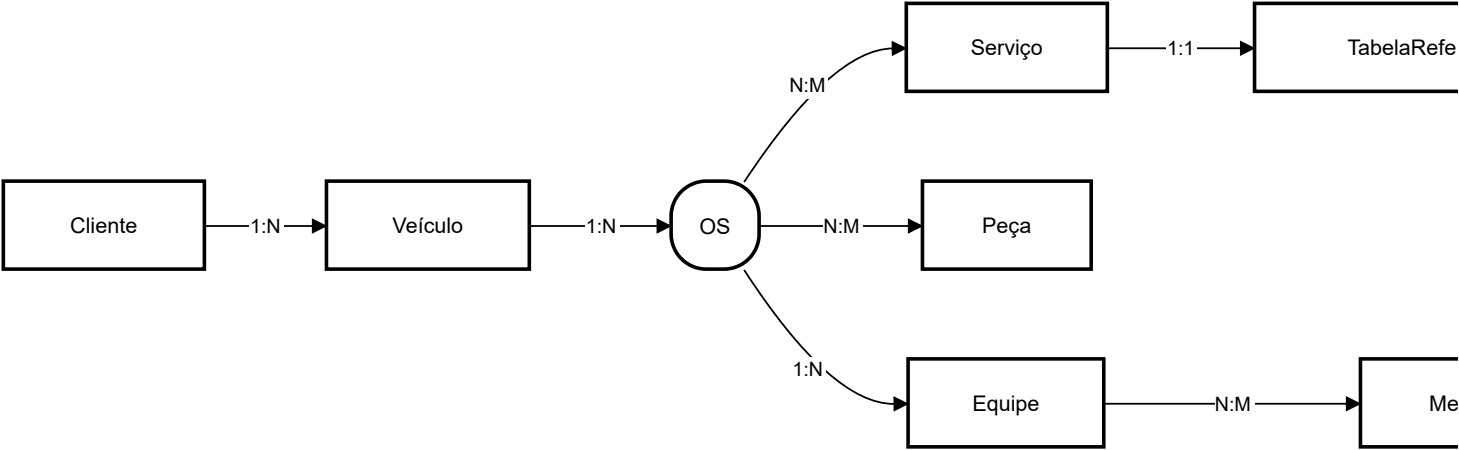 Serviço
1:1
TabelaRefe
N:M
Cliente
1:N
Veículo
1:N
OS
N:M
Peça
1:N
Equipe
N:M
Me